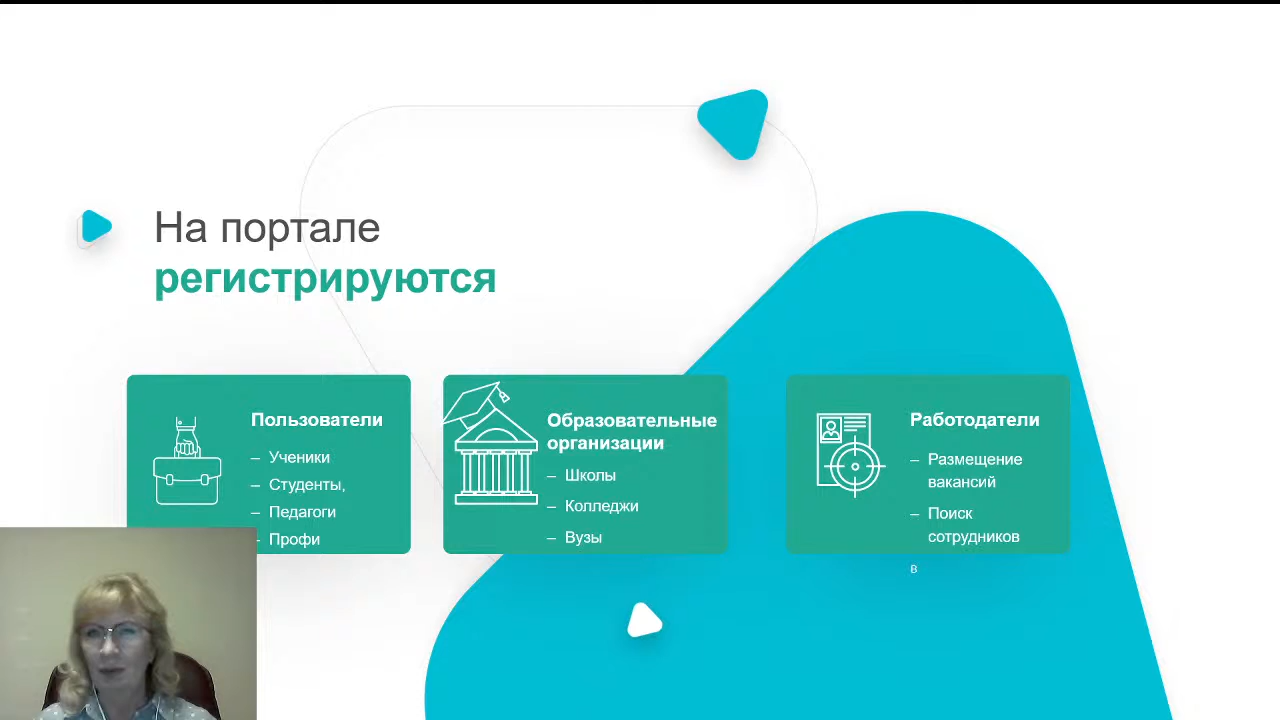 На портале
регистрируются
Пользователи
– Ученики
– Студенты,
– Педагоги
– Профи
Образовательные
организации
– Школы
– Колледжи
– Вузы
Работодатели
– Размещение
вакансий
– Поиск
сотрудников
в